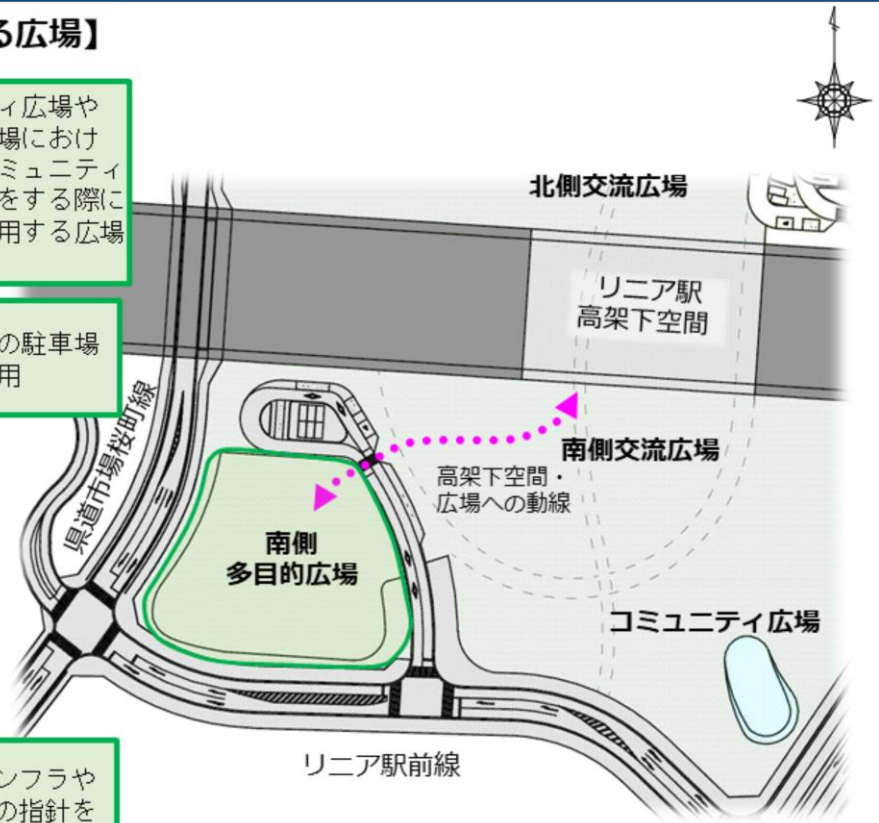 る広場】
ィ広場や
場におけ
ミュニティ
をする際に
用する広場
の駐車場
用
ンフラや
の指針を
北側交流広場
リニア駅
高架下空間
県道市場桜町線
南側交流広場
高架下空間・
広場への動線
南側
多目的広場
コミュニティ広場
リニア駅前線